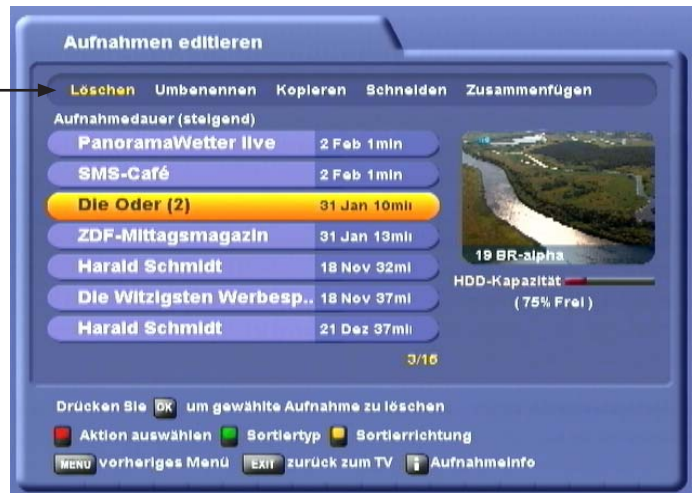 Aufnahmen editieren
Löschen Umbenennen Kopieren Schneiden Zusammenfügen
Aufnahmedauer (steigend)
PanoramaWetter live 2 Feb 1min
SMS-Café 2 Feb 1min
Die Oder (2) 31 Jan 10min
ZDF-Mittagsmagazin 31 Jan 13min
Harald Schmidt 18 Nov 32mi
Die Witzigsten Werbesp.. 18 Nov 37mi
Harald Schmidt 21 Dez 37min
19 BR-alpha
HDD-Kapazität
(75% Frei)
3/16
Drücken Sie OK um gewählte Aufnahme zu löschen
Aktion auswählen Sortiertyp Sortierrichtung
MENU vorheriges Menü EXIT zurück zum TV i Aufnahmeinfo